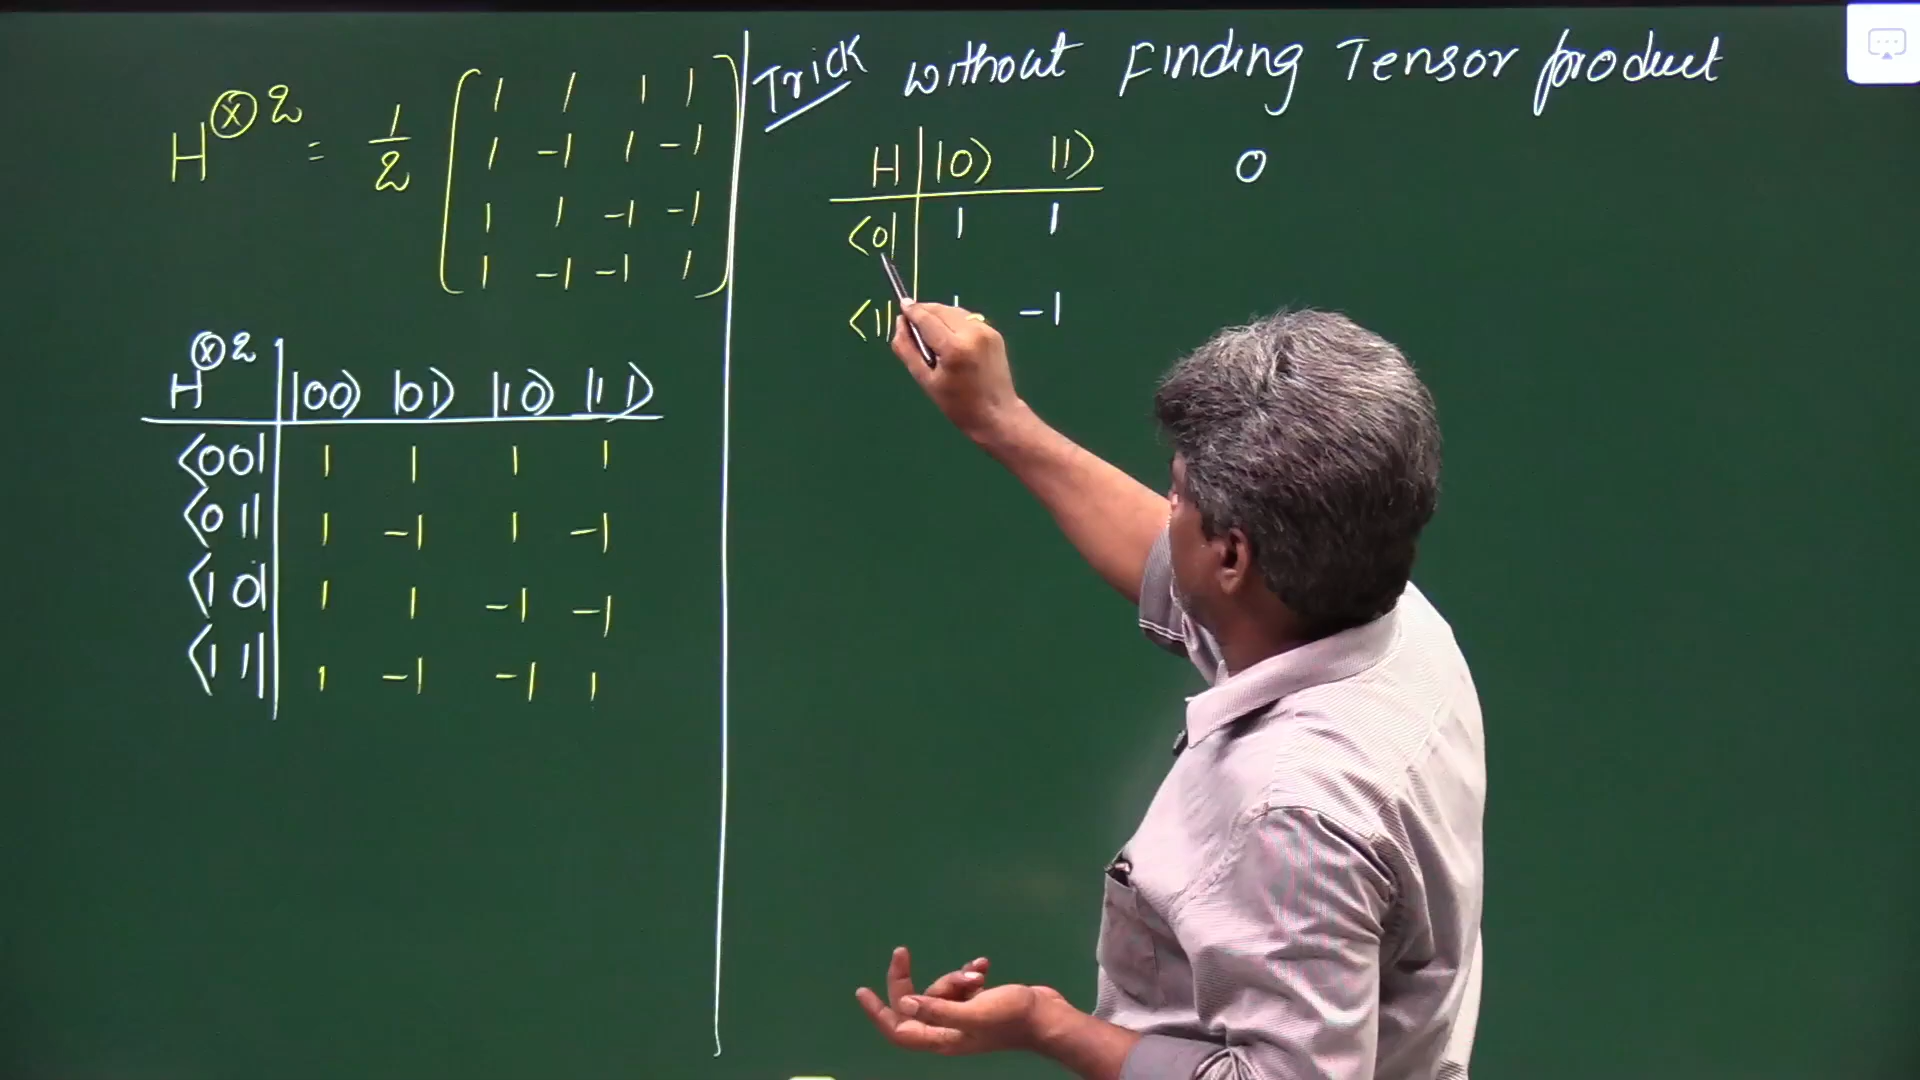 H^⊗2 = 1/2
1 1 1 1
1 -1 1 -1
1 1 -1 -1
1 -1 -1 1
H^⊗2 |00⟩ |01⟩ |10⟩ |11⟩
⟨00| 1 1 1 1
⟨01| 1 -1 1 -1
⟨10| 1 1 -1 -1
⟨11| 1 -1 -1 1
Trick without Finding Tensor product
H |0⟩ |1⟩ 0
⟨0| 1 1
⟨1| 1 -1